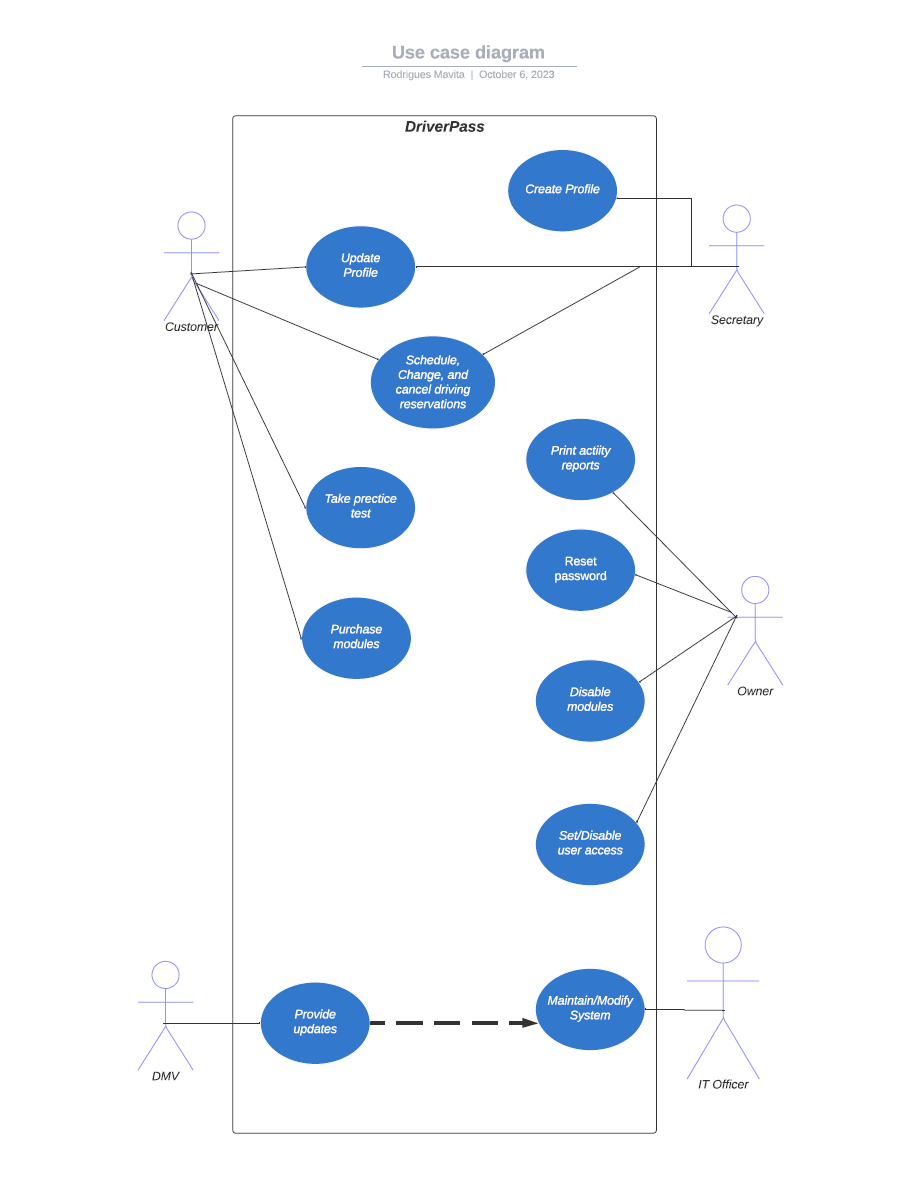 Use case diagram
Rodrigues Mavita | October 6, 2023
DriverPass
Create Profile
Update
Profile
Customer
Secretary
Schedule,
Change, and
cancel driving
reservations
Print actiity
reports
Take prectice
test
Reset
password
Purchase
modules
Disable
modules
Owner
Set/Disable
user access
Provide
updates
Maintain/Modify
System
DMV
IT Officer